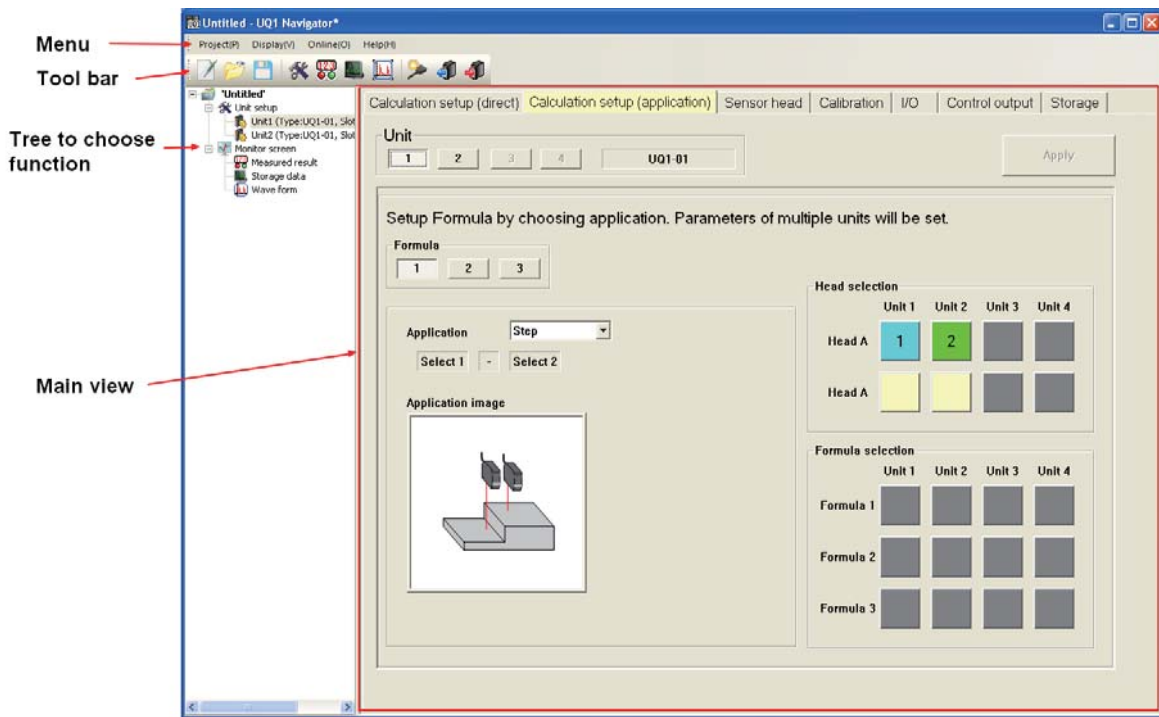 Untitled - UQ1 Navigator*
Menu
Project(P) Display(V) Online(O) Help(H)
Tool bar
'Untitled'
Unit setup
Unit1 (Type:UQ1-01, Slot
Unit2 (Type:UQ1-01, Slot
Tree to choose
function
Monitor screen
Measured result
Storage data
Wave form
Main view
Calculation setup (direct) Calculation setup (application) Sensor head Calibration I/O Control output Storage
Unit
1 2 3 4 UQ1-01 Apply
Setup Formula by choosing application. Parameters of multiple units will be set.
Formula
1 2 3
Application Step
Select 1 - Select 2
Application image
Head selection
Unit 1 Unit 2 Unit 3 Unit 4
Head A 1 2
Head A
Formula selection
Unit 1 Unit 2 Unit 3 Unit 4
Formula 1
Formula 2
Formula 3